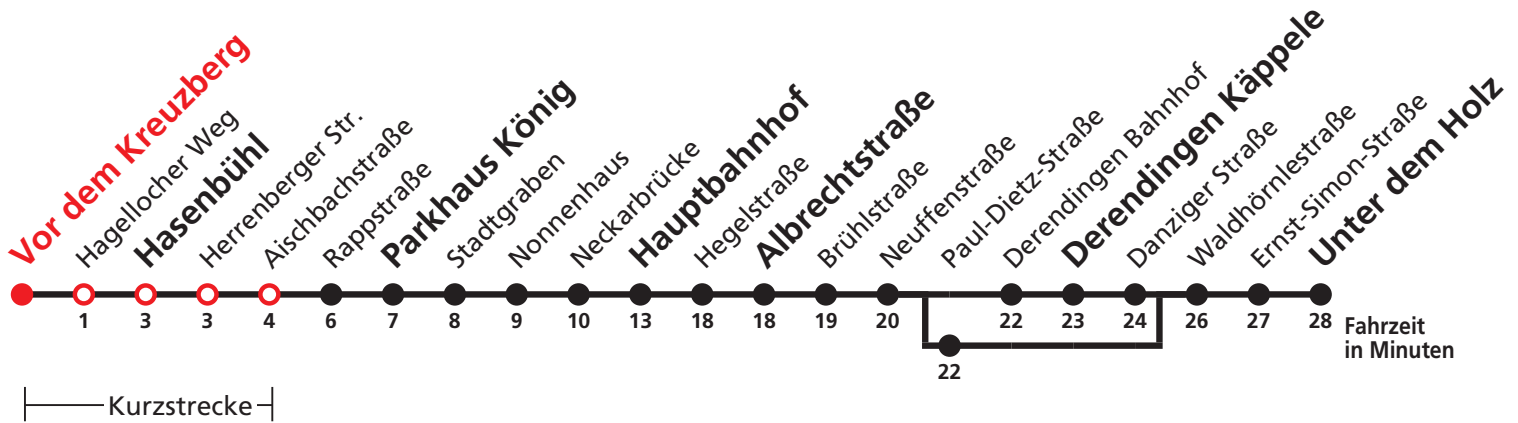 Vor dem Kreuzberg
Hagellocher Weg
Hasenbühl
Herrenberger Str.
Aischbachstraße
Rappstraße
Parkhaus König
Stadtgraben
Nonnenhaus
Neckarbrücke
Hauptbahnhof
Hegelstraße
Albrechtstraße
Brühlstraße
Neuffenstraße
Paul-Dietz-Straße
Derendingen Bahnhof
Derendingen Käppele
Danziger Straße
Waldhörnlestraße
Ernst-Simon-Straße
Unter dem Holz
1 3 3 4 6 7 8 9 10 13 18 18 19 20 22 23 24 26 27 28
Fahrzeit
in Minuten
22
Kurzstrecke